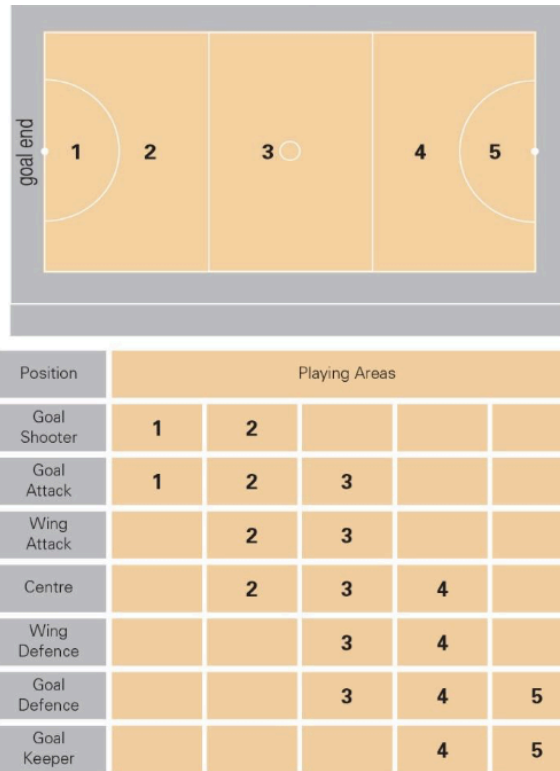 goal end
1 2 3 4 5
Position Playing Areas
Goal
Shooter
1 2
Goal
Attack
1 2 3
Wing
Attack
2 3
Centre 2 3 4
Wing
Defence
3 4
Goal
Defence
3 4 5
Goal
Keeper
4 5